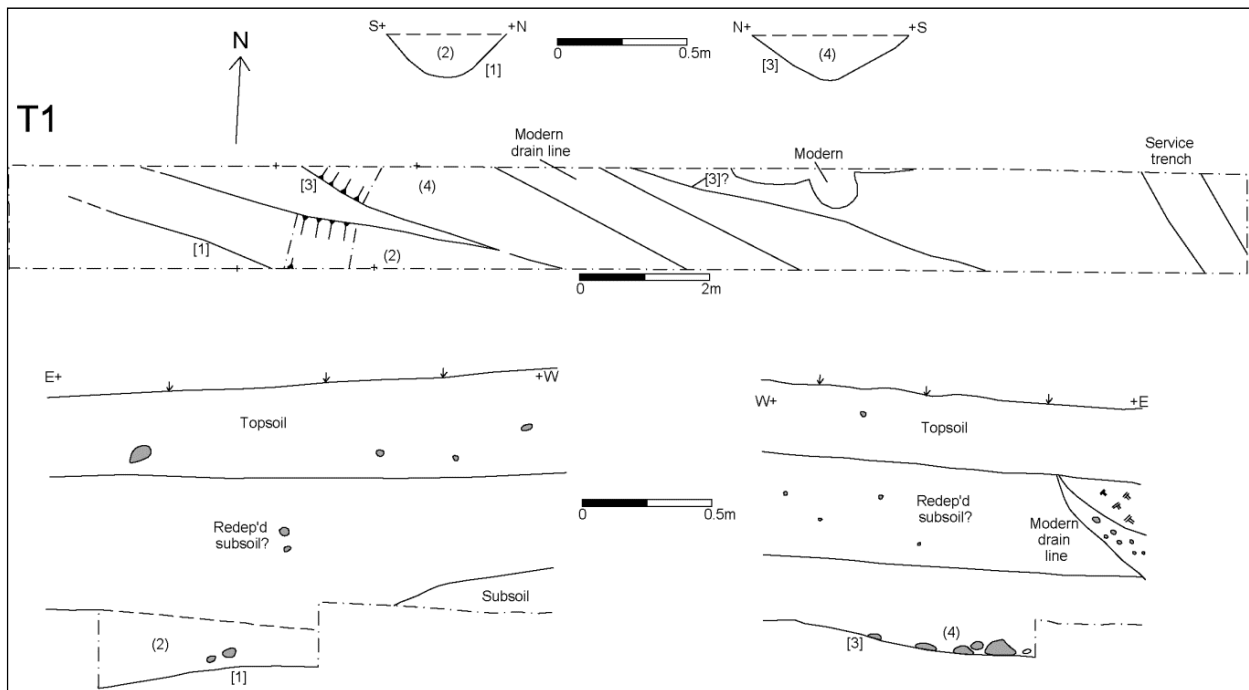 S+ +N N+ +S
(2) (4)
[1] 0 0.5m [3]
N
T1
Modern
drain line
Modern
Service
trench
[3] (4) [3]?
[1] (2)
0 2m
E+ +W
Topsoil
Redep'd
subsoil?
Subsoil
(2)
[1]
0 0.5m
W+ +E
Topsoil
Redep'd
subsoil?
Modern
drain
line
(4)
[3]